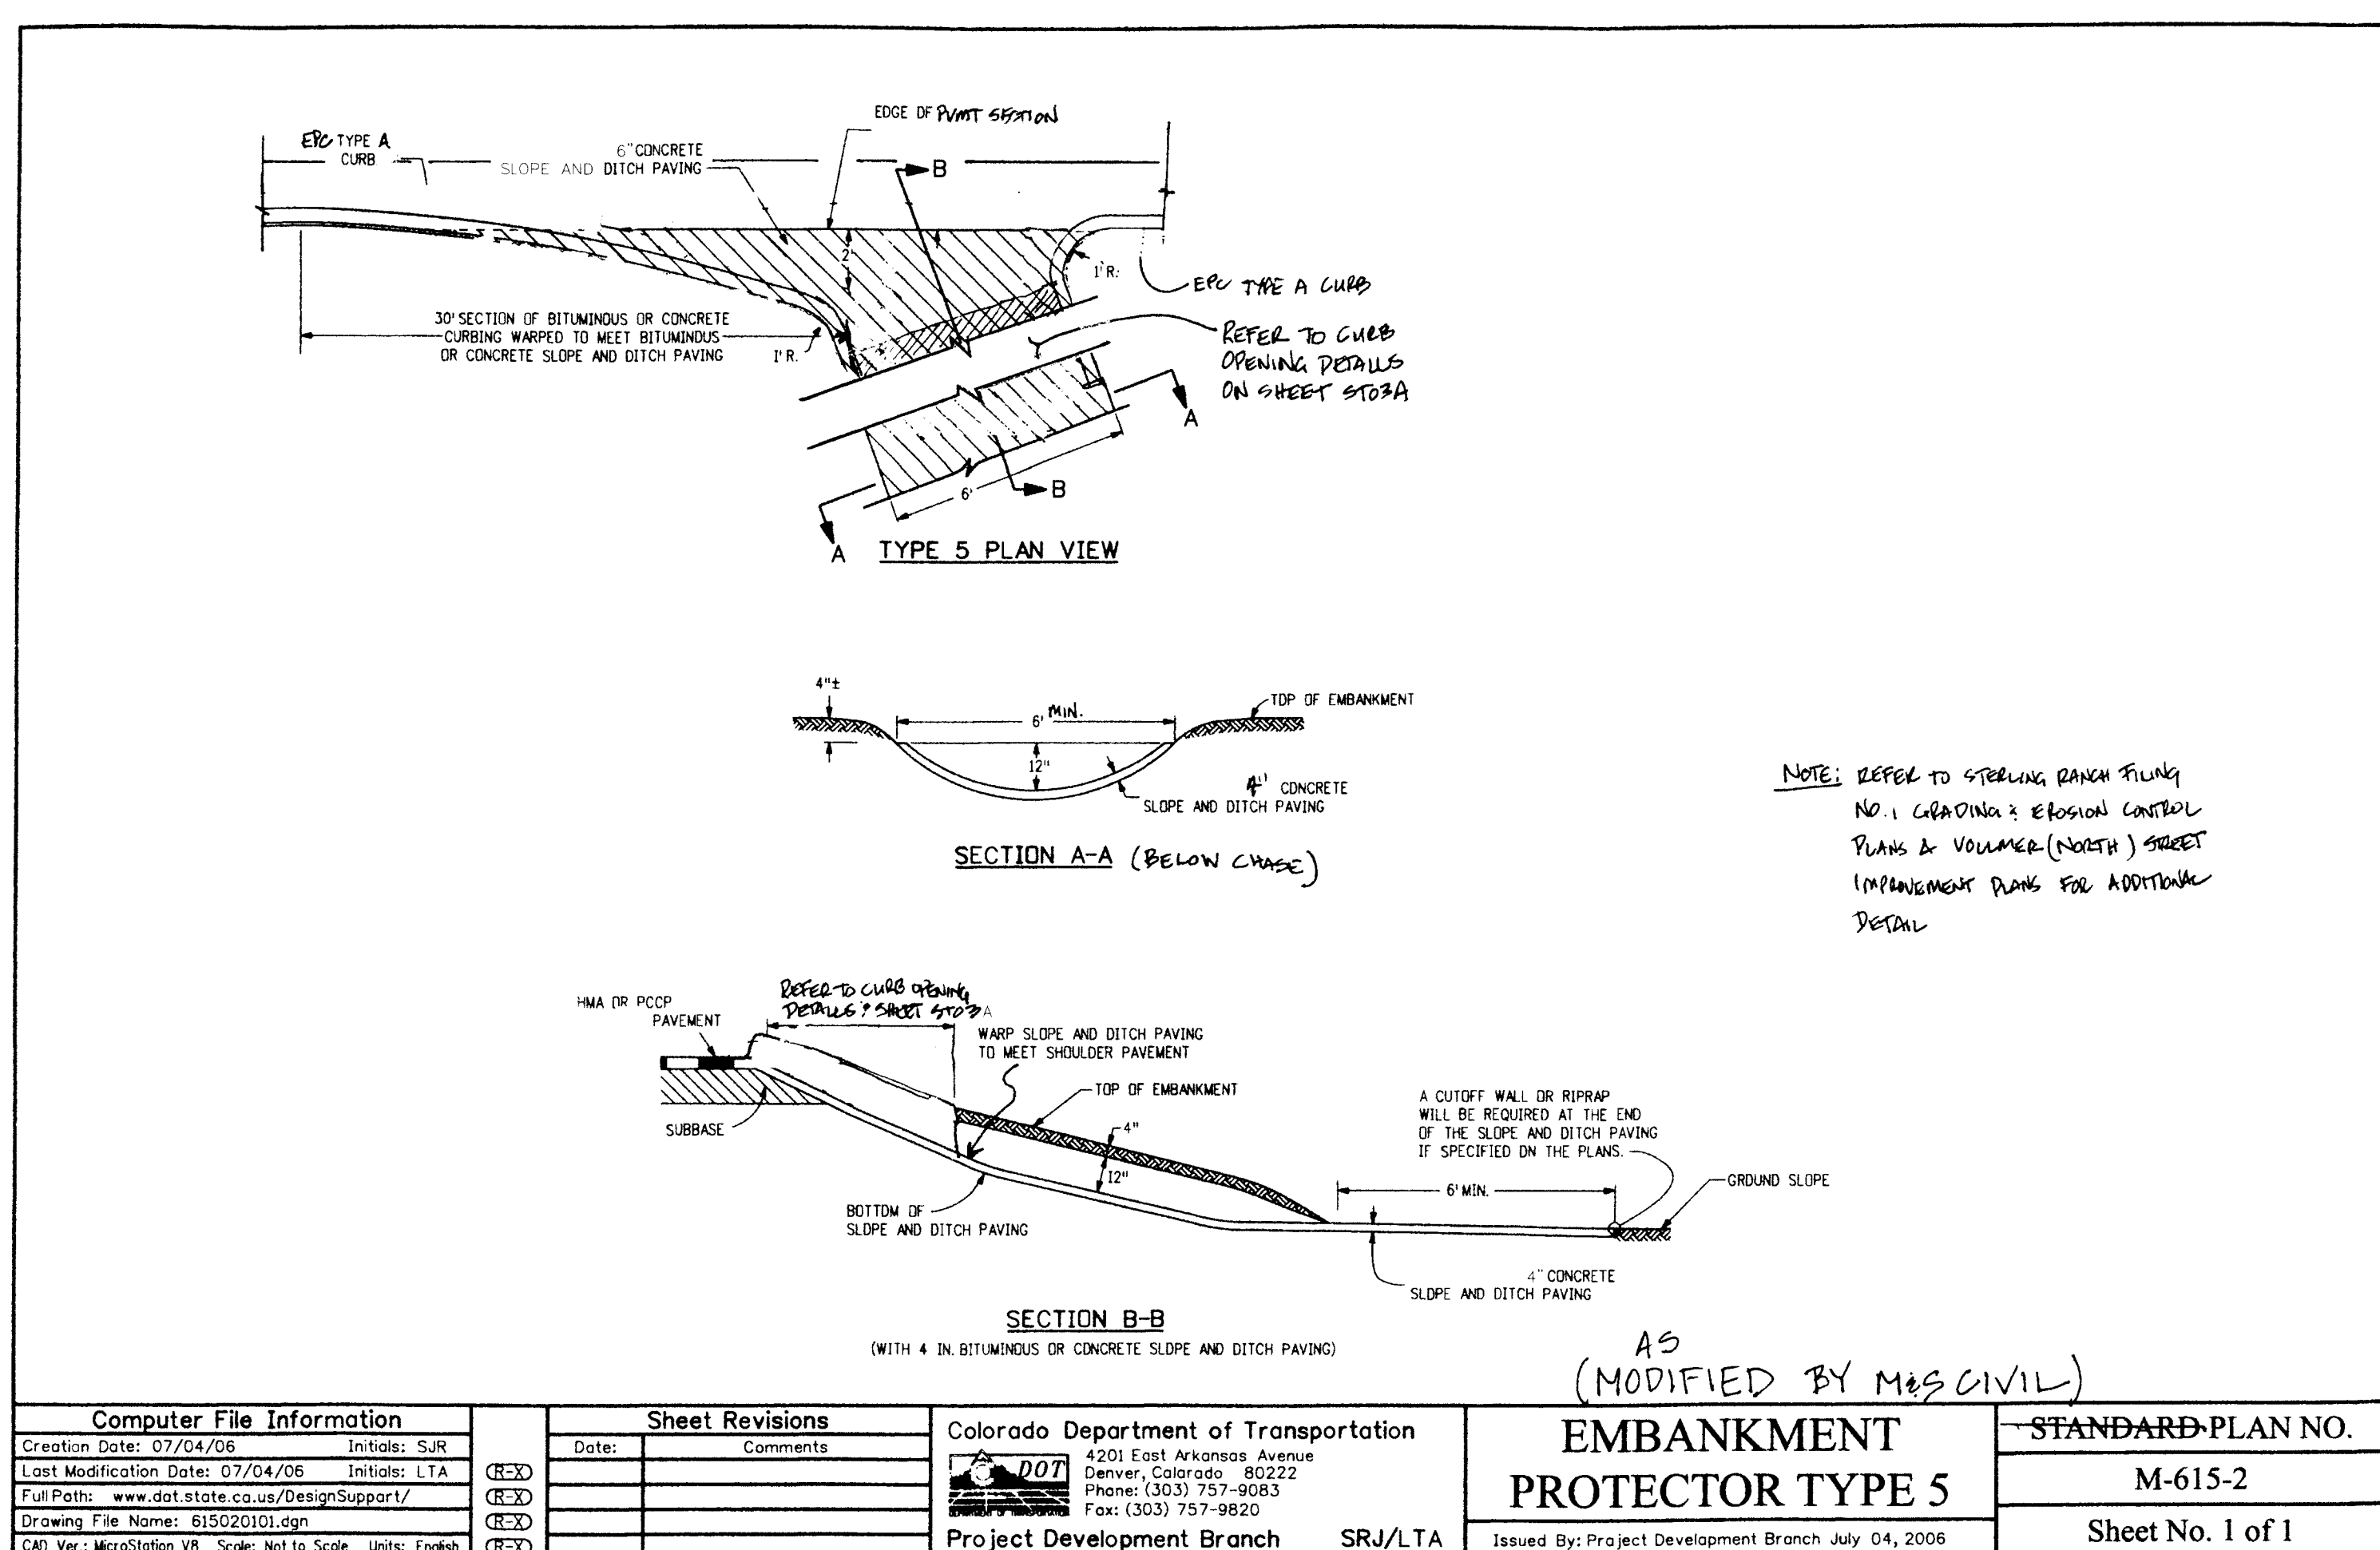 EDGE OF PVMT SECTION
EPC TYPE A
CURB
6" CONCRETE
SLOPE AND DITCH PAVING
B
2'
1' R.
EPC TYPE A CURB
30' SECTION OF BITUMINOUS OR CONCRETE
CURBING WARPED TO MEET BITUMINOUS
OR CONCRETE SLOPE AND DITCH PAVING
1' R.
REFER TO CURB
OPENING DETAILS
ON SHEET ST03A
A
6'
B
A
TYPE 5 PLAN VIEW
4"±
6' MIN.
TOP OF EMBANKMENT
12"
4" CONCRETE
SLOPE AND DITCH PAVING
SECTION A-A (BELOW CHASE)
NOTE: REFER TO STERLING RANCH FILING
NO. 1 GRADING & EROSION CONTROL
PLANS & VOLLMER (NORTH) STREET
IMPROVEMENT PLANS FOR ADDITIONAL
DETAIL
HMA OR PCCP
PAVEMENT
REFER TO CURB OPENING
DETAILS: SHEET ST03A
WARP SLOPE AND DITCH PAVING
TO MEET SHOULDER PAVEMENT
TOP OF EMBANKMENT
4"
12"
SUBBASE
BOTTOM OF
SLOPE AND DITCH PAVING
A CUTOFF WALL OR RIPRAP
WILL BE REQUIRED AT THE END
OF THE SLOPE AND DITCH PAVING
IF SPECIFIED ON THE PLANS.
6' MIN.
GROUND SLOPE
4" CONCRETE
SLOPE AND DITCH PAVING
SECTION B-B
(WITH 4 IN. BITUMINOUS OR CONCRETE SLOPE AND DITCH PAVING)
AS
(MODIFIED BY M&S CIVIL)
Computer File Information
Creation Date: 07/04/06 Initials: SJR
Last Modification Date: 07/04/06 Initials: LTA
Full Path: www.dot.state.co.us/DesignSupport/
Drawing File Name: 615020101.dgn
CAD Ver.: MicroStation V8 Scale: Not to Scale Units: English
R-X
R-X
R-X
R-X
Sheet Revisions
Date: Comments
Colorado Department of Transportation
DOT
4201 East Arkansas Avenue
Denver, Colorado 80222
Phone: (303) 757-9083
Fax: (303) 757-9820
Project Development Branch SRJ/LTA
EMBANKMENT
PROTECTOR TYPE 5
Issued By: Project Development Branch July 04, 2006
STANDARD PLAN NO.
M-615-2
Sheet No. 1 of 1